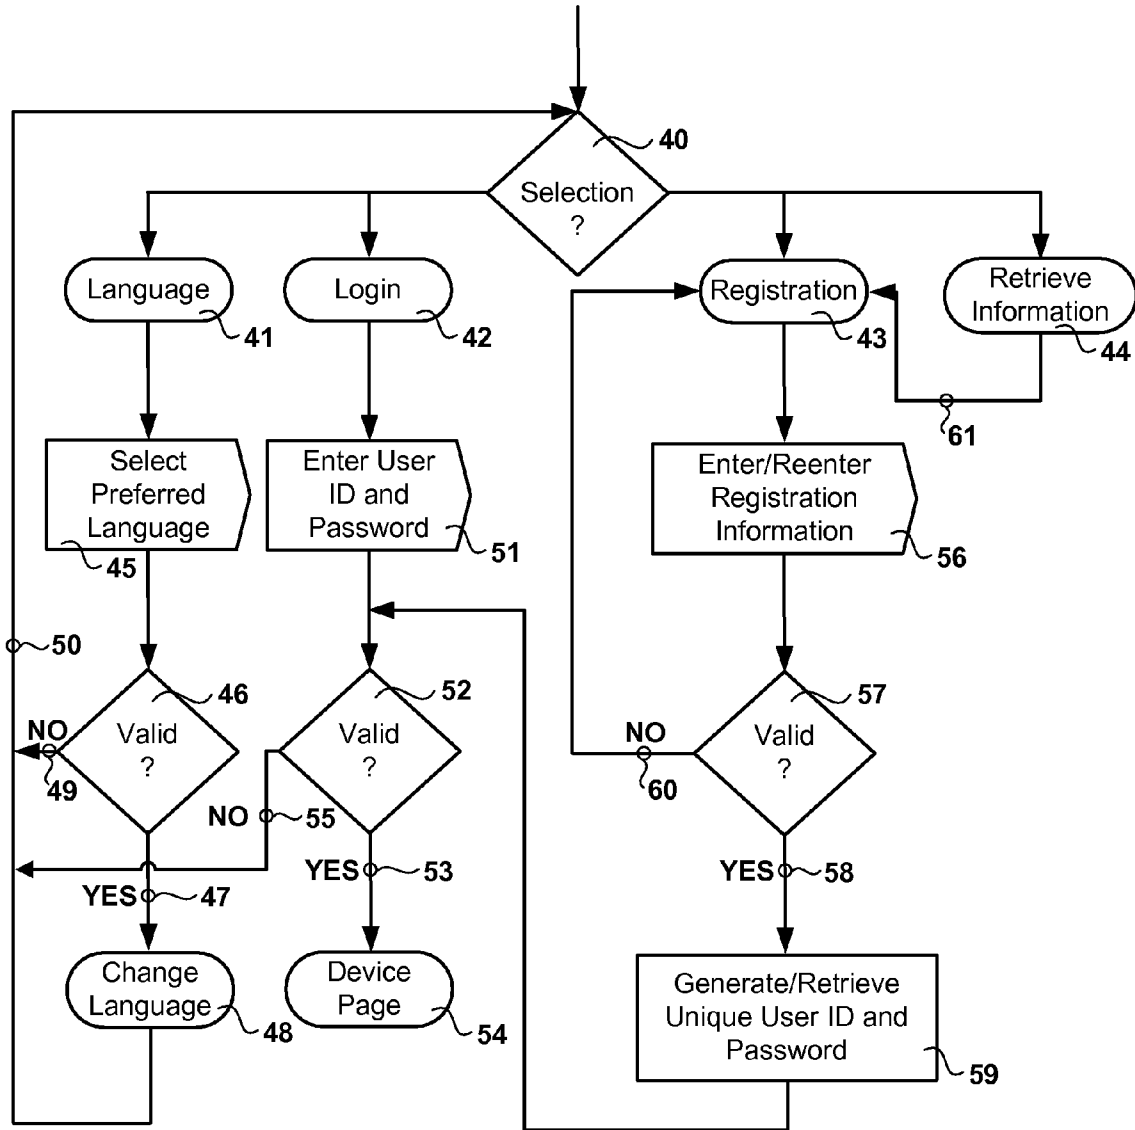 40
Selection
?
Language
41
Login
42
Registration
43
Retrieve
Information
44
61
Select
Preferred
Language
45
Enter User
ID and
Password
51
Enter/Reenter
Registration
Information
56
50
46
Valid
?
NO
49
52
Valid
?
NO
55
57
Valid
?
NO
60
YES
47
YES
53
YES
58
Change
Language
48
Device
Page
54
Generate/Retrieve
Unique User ID and
Password
59